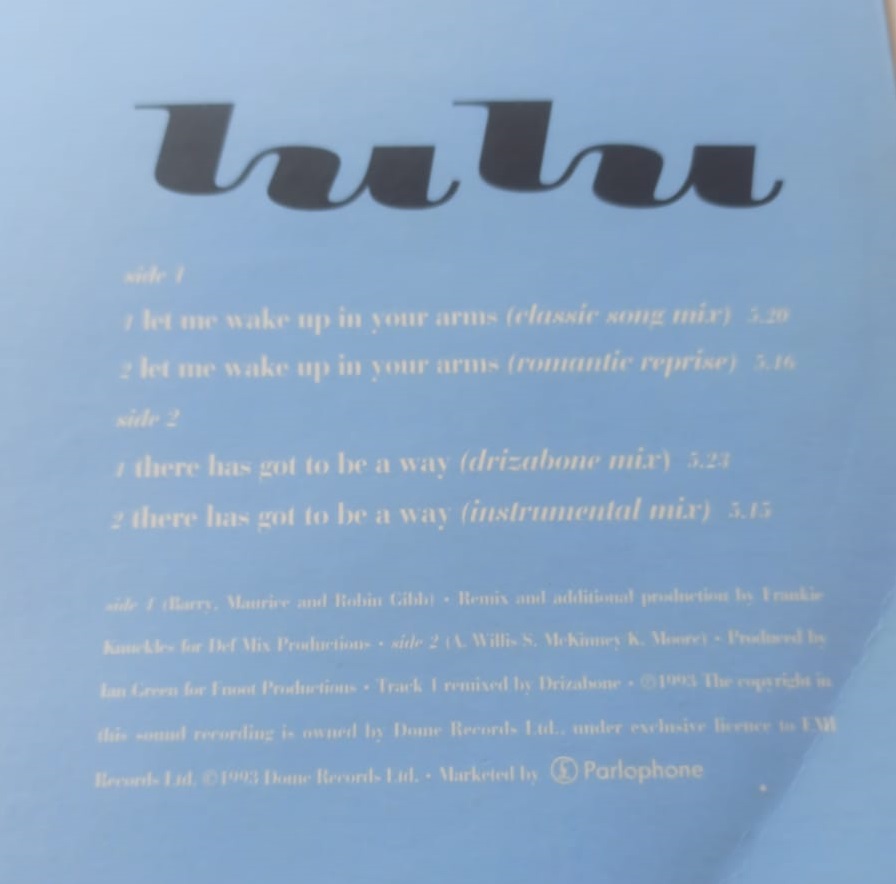 lulu
side 1
1 let me wake up in your arms (classic song mix) 5.20
2 let me wake up in your arms (romantic reprise) 5.16
side 2
1 there has got to be a way (drizabone mix) 5.23
2 there has got to be a way (instrumental mix) 5.15
side 1 (Barry, Maurice and Robin Gibb) • Remix and additional production by Frankie
Knuckles for Def Mix Productions • side 2 (A. Willis S. McKinney K. Moore) • Produced by
Ian Green for Productions • Track 1 remixed by Drizabone • ©1993 The copyright in
this sound recording is owned by Dome Records Ltd., under exclusive licence to EMI
Records Ltd. ©1993 Dome Records Ltd. • Marketed by £ Parlophone